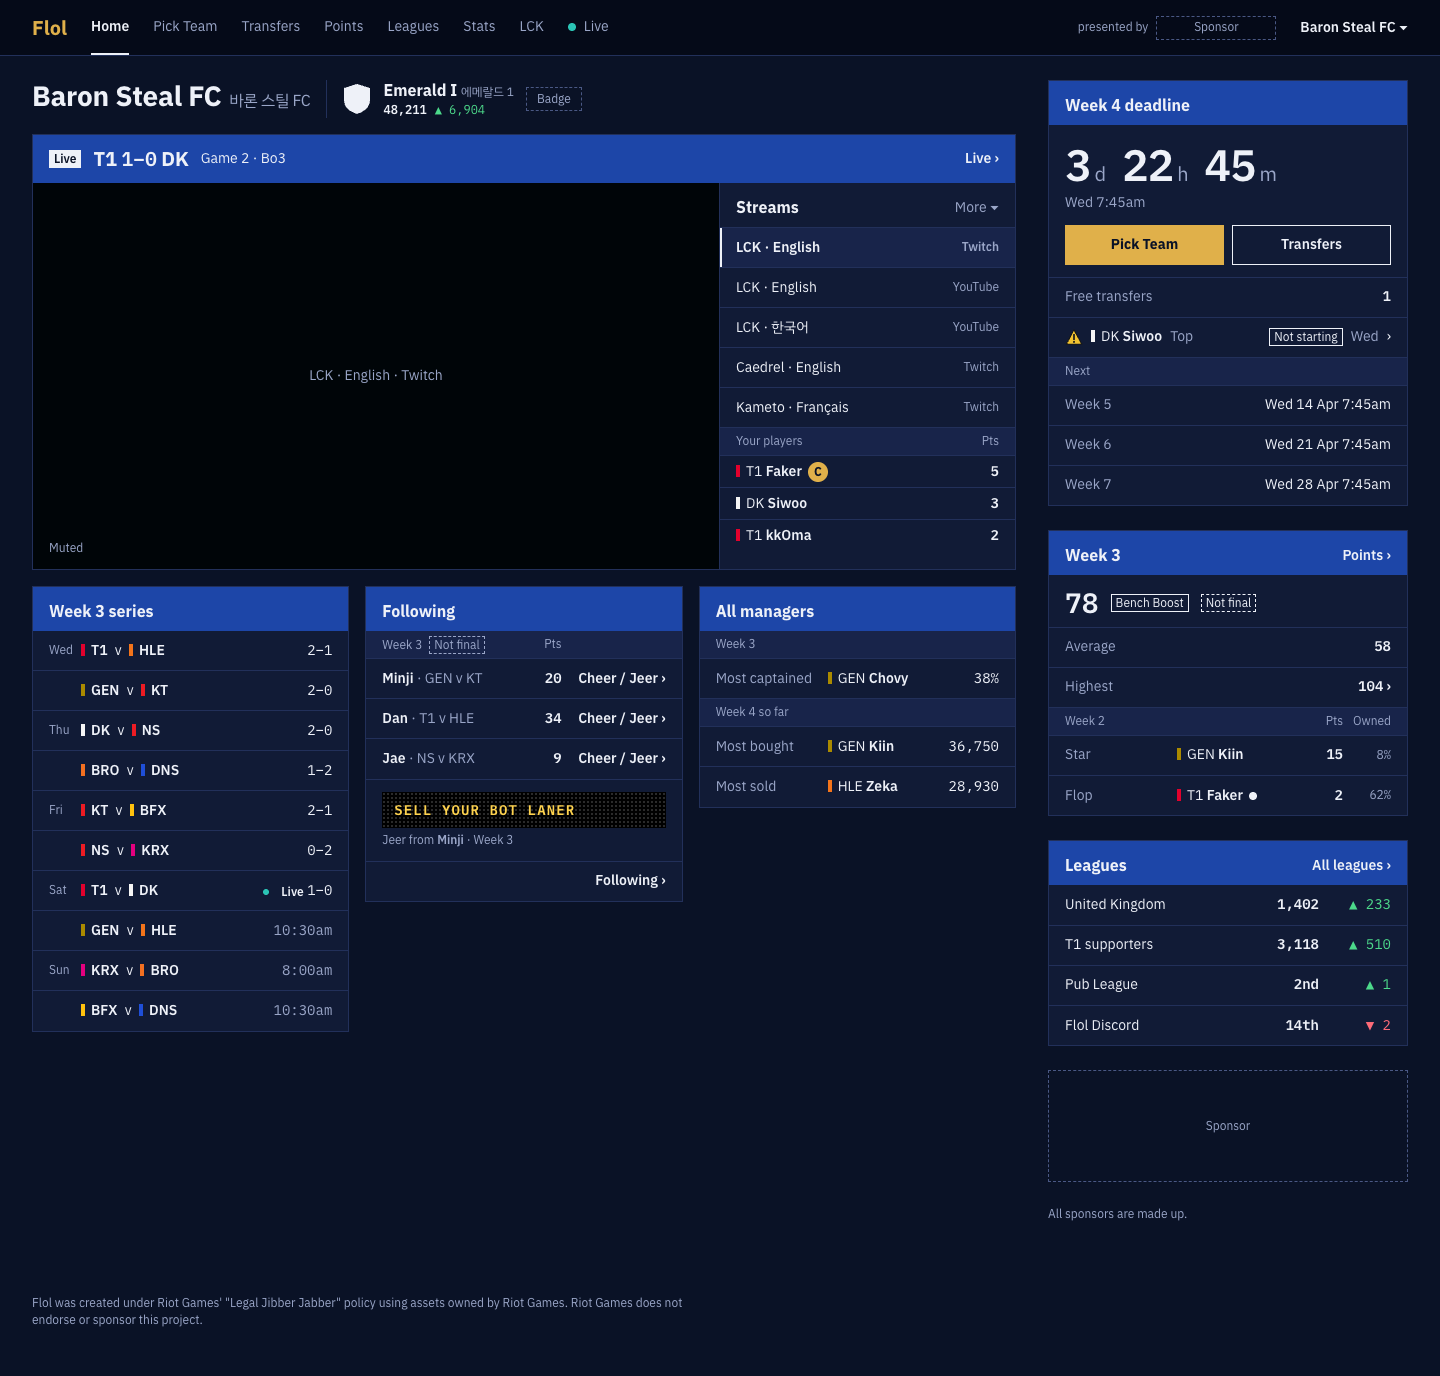 Flol Home Pick Team Transfers Points Leagues Stats LCK Live presented by Sponsor Baron Steal FC
Baron Steal FC 바론 스틸 FC
Emerald I 에메랄드 1
48,211 ▲ 6,904
Badge
Live T1 1–0 DK Game 2 · Bo3 Live ›
LCK · English · Twitch
Muted
Streams More
LCK · English Twitch
LCK · English YouTube
LCK · 한국어 YouTube
Caedrel · English Twitch
Kameto · Français Twitch
Your players Pts
T1 Faker C 5
DK Siwoo 3
T1 kkOma 2
Week 3 series
Wed T1 v HLE 2–1
GEN v KT 2–0
Thu DK v NS 2–0
BRO v DNS 1–2
Fri KT v BFX 2–1
NS v KRX 0–2
Sat T1 v DK Live 1–0
GEN v HLE 10:30am
Sun KRX v BRO 8:00am
BFX v DNS 10:30am
Following
Week 3 Not final Pts
Minji · GEN v KT 20 Cheer / Jeer ›
Dan · T1 v HLE 34 Cheer / Jeer ›
Jae · NS v KRX 9 Cheer / Jeer ›
SELL YOUR BOT LANER
Jeer from Minji · Week 3
Following ›
All managers
Week 3
Most captained GEN Chovy 38%
Week 4 so far
Most bought GEN Kiin 36,750
Most sold HLE Zeka 28,930
Week 4 deadline
3 d 22 h 45 m
Wed 7:45am
Pick Team Transfers
Free transfers 1
DK Siwoo Top Not starting Wed ›
Next
Week 5 Wed 14 Apr 7:45am
Week 6 Wed 21 Apr 7:45am
Week 7 Wed 28 Apr 7:45am
Week 3 Points ›
78 Bench Boost Not final
Average 58
Highest 104 ›
Week 2 Pts Owned
Star GEN Kiin 15 8%
Flop T1 Faker 2 62%
Leagues All leagues ›
United Kingdom 1,402 ▲ 233
T1 supporters 3,118 ▲ 510
Pub League 2nd ▲ 1
Flol Discord 14th ▼ 2
Sponsor
All sponsors are made up.
Flol was created under Riot Games' "Legal Jibber Jabber" policy using assets owned by Riot Games. Riot Games does not
endorse or sponsor this project.